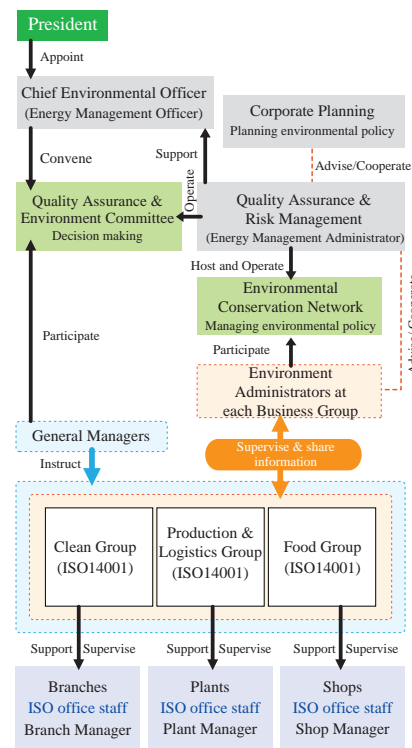 President
Appoint
Chief Environmental Officer
(Energy Management Officer)
Corporate Planning
Planning environmental policy
Convene
Support
Operate
Advise/Cooperate
Quality Assurance &
Environment Committee
Decision making
Quality Assurance &
Risk Management
(Energy Management Administrator)
Host and Operate
Environmental
Conservation Network
Managing environmental policy
Advise/Cooperate
Participate
Participate
Environment
Administrators at
each Business Group
General Managers
Instruct
Supervise & share
information
Clean Group
(ISO14001)
Production &
Logistics Group
(ISO14001)
Food Group
(ISO14001)
Support Supervise
Support Supervise
Support Supervise
Branches
ISO office staff
Branch Manager
Plants
ISO office staff
Plant Manager
Shops
ISO office staff
Shop Manager